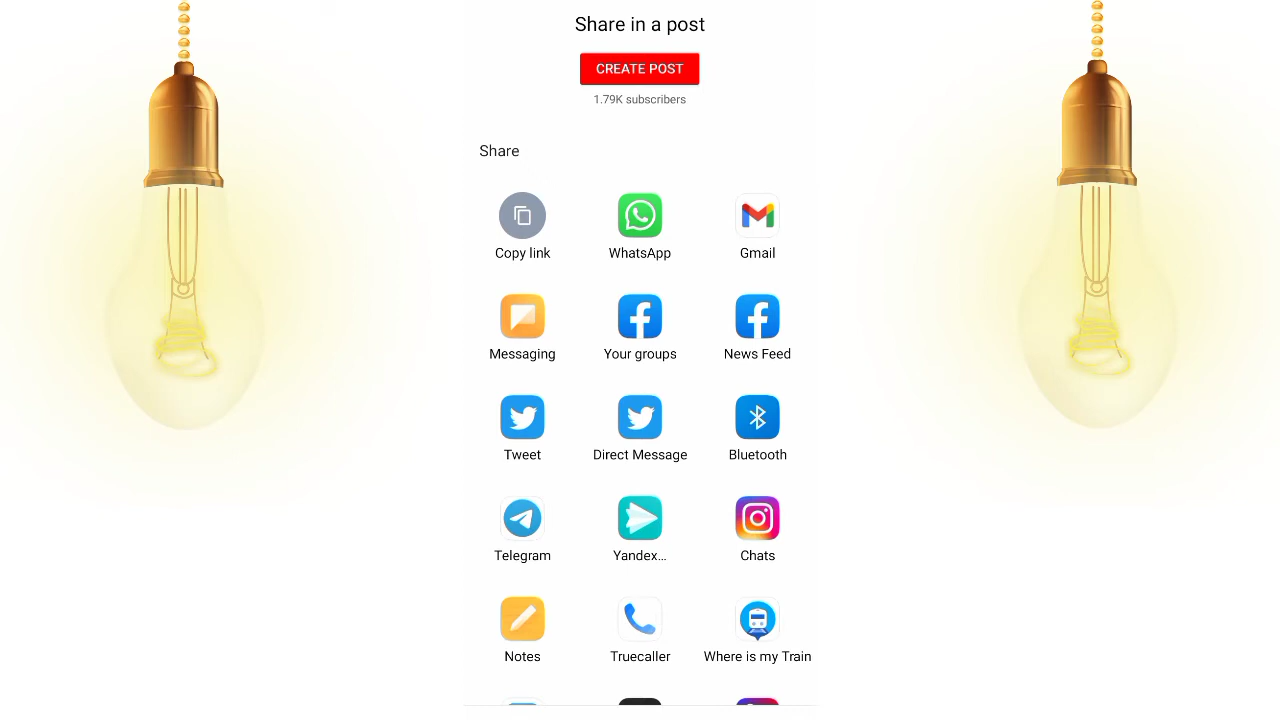 Share in a post
CREATE POST
1.79K subscribers
Share
Copy link
WhatsApp
Gmail
Messaging
Your groups
News Feed
Tweet
Direct Message
Bluetooth
Telegram
Yandex...
Chats
Notes
Truecaller
Where is my Train